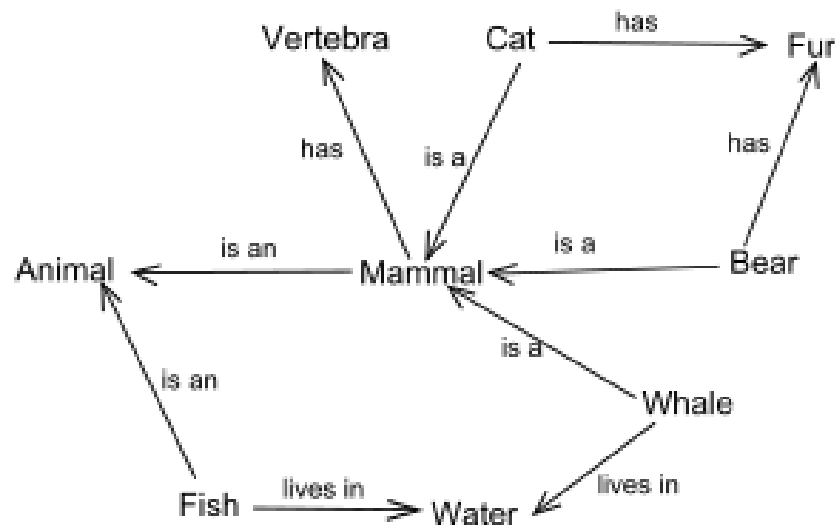 has
Vertebra
Cat
Fur
has
is a
has
is an
is a
Animal
Mammal
Bear
is a
is an
Whale
lives in
lives in
Fish
Water